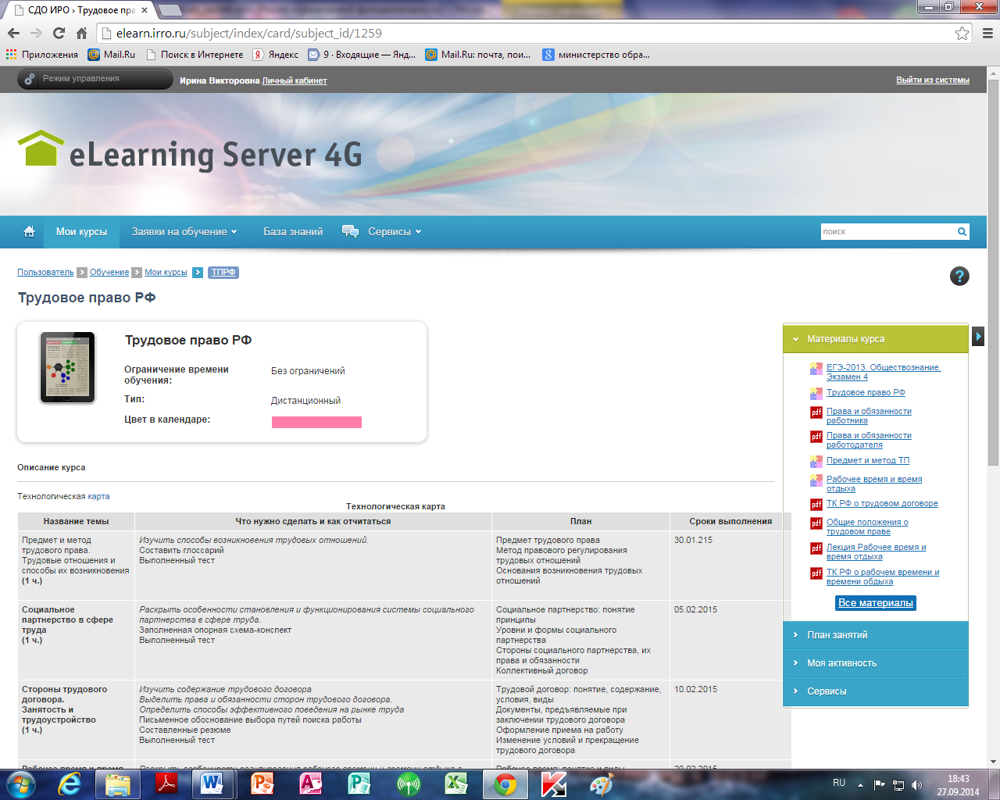 СДО ИРО › Трудовое пра
elearn.irro.ru/subject/index/card/subject_id/1259
Приложения Mail.Ru Поиск в Интернете Яндекс 9 · Входящие — Янд... Mail.Ru: почта, пои... министерство обра...
Режим управления Ирина Викторовна Личный кабинет Выйти из системы
eLearning Server 4G
Мои курсы Заявки на обучение База знаний Сервисы поиск
Пользователь Обучение Мои курсы ТПРФ
?
Трудовое право РФ
Трудовое право РФ
Ограничение времени
обучения:
Без ограничений
Тип: Дистанционный
Цвет в календаре:
Описание курса
Технологическая карта
Технологическая карта
Название темы Что нужно сделать и как отчитаться План Сроки выполнения
Предмет и метод
трудового права.
Трудовые отношения и
способы их возникновения
(1 ч.)
Изучить способы возникновения трудовых отношений.
Составить глоссарий
Выполненный тест
Предмет трудового права
Метод правового регулирования
трудовых отношений
Основания возникновения трудовых
отношений
30.01.215
Социальное
партнерство в сфере
труда
(1 ч.)
Раскрыть особенности становления и функционирования системы социального
партнерства в сфере труда.
Заполненная опорная схема-конспект
Выполненный тест
Социальное партнерство: понятие
принципы
Уровни и формы социального
партнерства
Стороны социального партнерства, их
права и обязанности
Коллективный договор
05.02.2015
Стороны трудового
договора.
Занятость и
трудоустройство
(1 ч.)
Изучить содержание трудового договора
Выделить права и обязанности сторон трудового договора.
Определить способы эффективного поведения на рынке труда
Письменное обоснование выбора путей поиска работы
Составленные резюме
Выполненный тест
Трудовой договор: понятие, содержание,
условия, виды
Документы, предъявляемые при
заключении трудового договора
Оформление приема на работу
Изменение условий и прекращение
трудового договора
10.02.2015
Материалы курса
ЕГЭ-2013. Обществознание.
Экзамен 4
Трудовое право РФ
pdf Права и обязанности
работника
pdf Права и обязанности
работодателя
Предмет и метод ТП
Рабочее время и время
отдыха
pdf ТК РФ о трудовом договоре
pdf Общие положения о
трудовом праве
pdf Лекция Рабочее время и
время отдыха
pdf ТК РФ о рабочем времени и
времени обдыха
Все материалы
План занятий
Моя активность
Сервисы
RU 18:43
27.09.2014